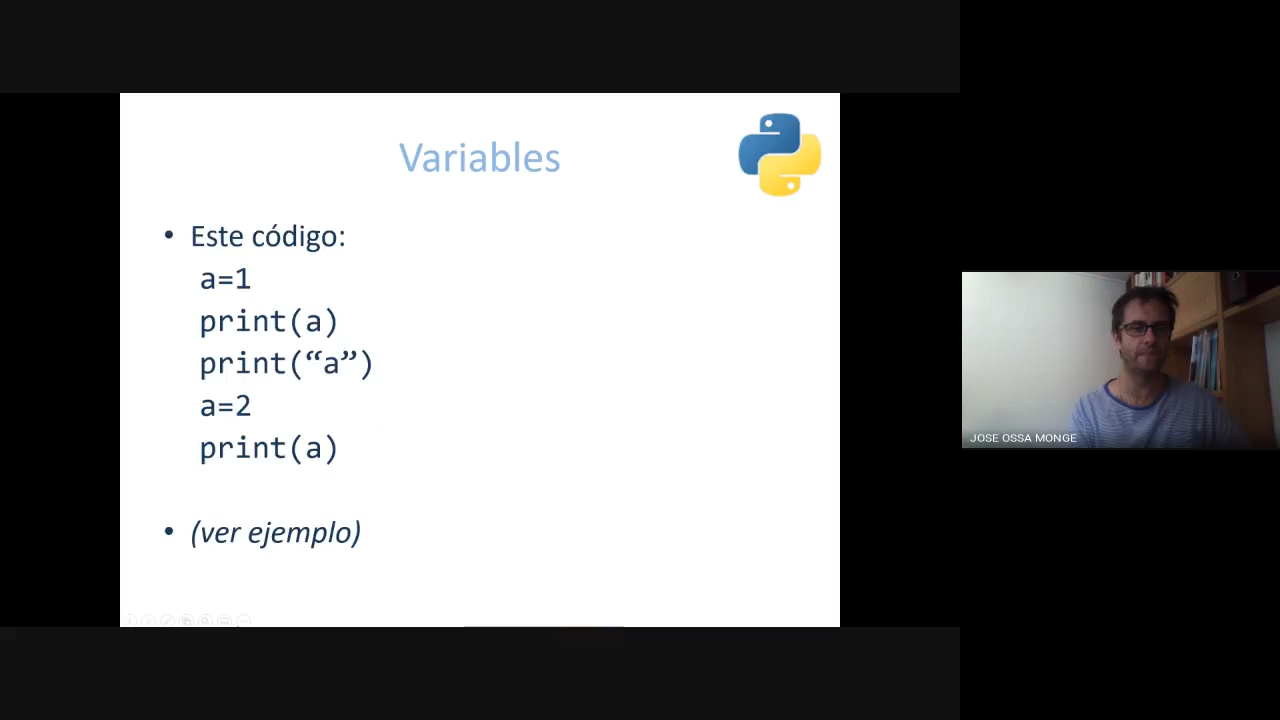 Variables
• Este código:
a=1
print(a)
print(“a”)
a=2
print(a)
• (ver ejemplo)
JOSE OSSA MONGE